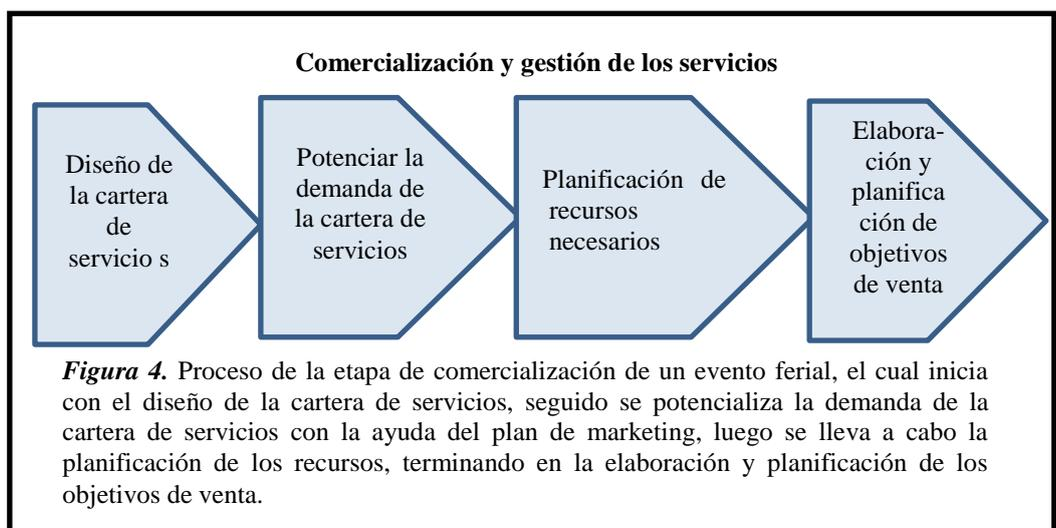 Comercialización y gestión de los servicios
Diseño de
la cartera
de
servicio s
Potenciar la
demanda de
la cartera de
servicios
Planificación de
recursos
necesarios
Elabora-
ción y
planifica
ción de
objetivos
de venta
Figura 4. Proceso de la etapa de comercialización de un evento ferial, el cual inicia
con el diseño de la cartera de servicios, seguido se potencializa la demanda de la
cartera de servicios con la ayuda del plan de marketing, luego se lleva a cabo la
planificación de los recursos, terminando en la elaboración y planificación de los
objetivos de venta.